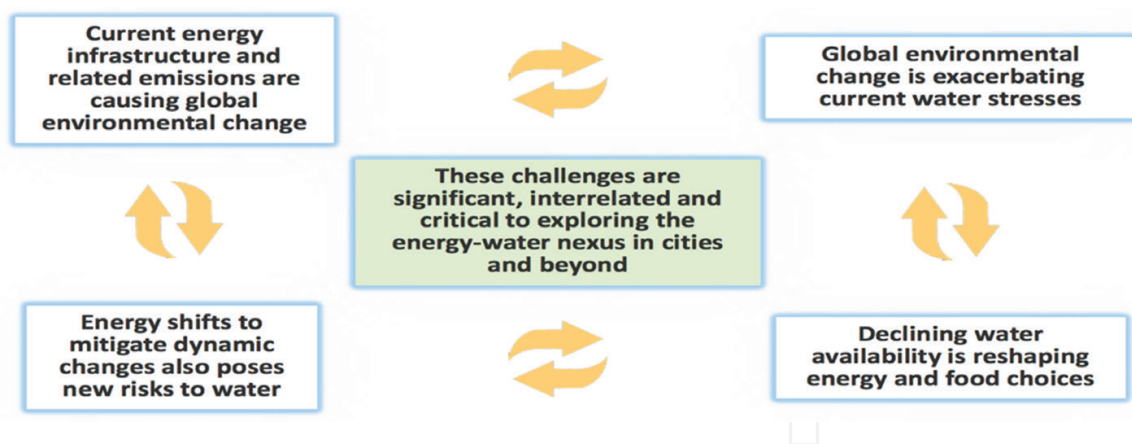 Current energy
infrastructure and
related emissions are
causing global
environmental change
Global environmental
change is exacerbating
current water stresses
These challenges are
significant, interrelated and
critical to exploring the
energy-water nexus in cities
and beyond
Energy shifts to
mitigate dynamic
changes also poses
new risks to water
Declining water
availability is reshaping
energy and food choices